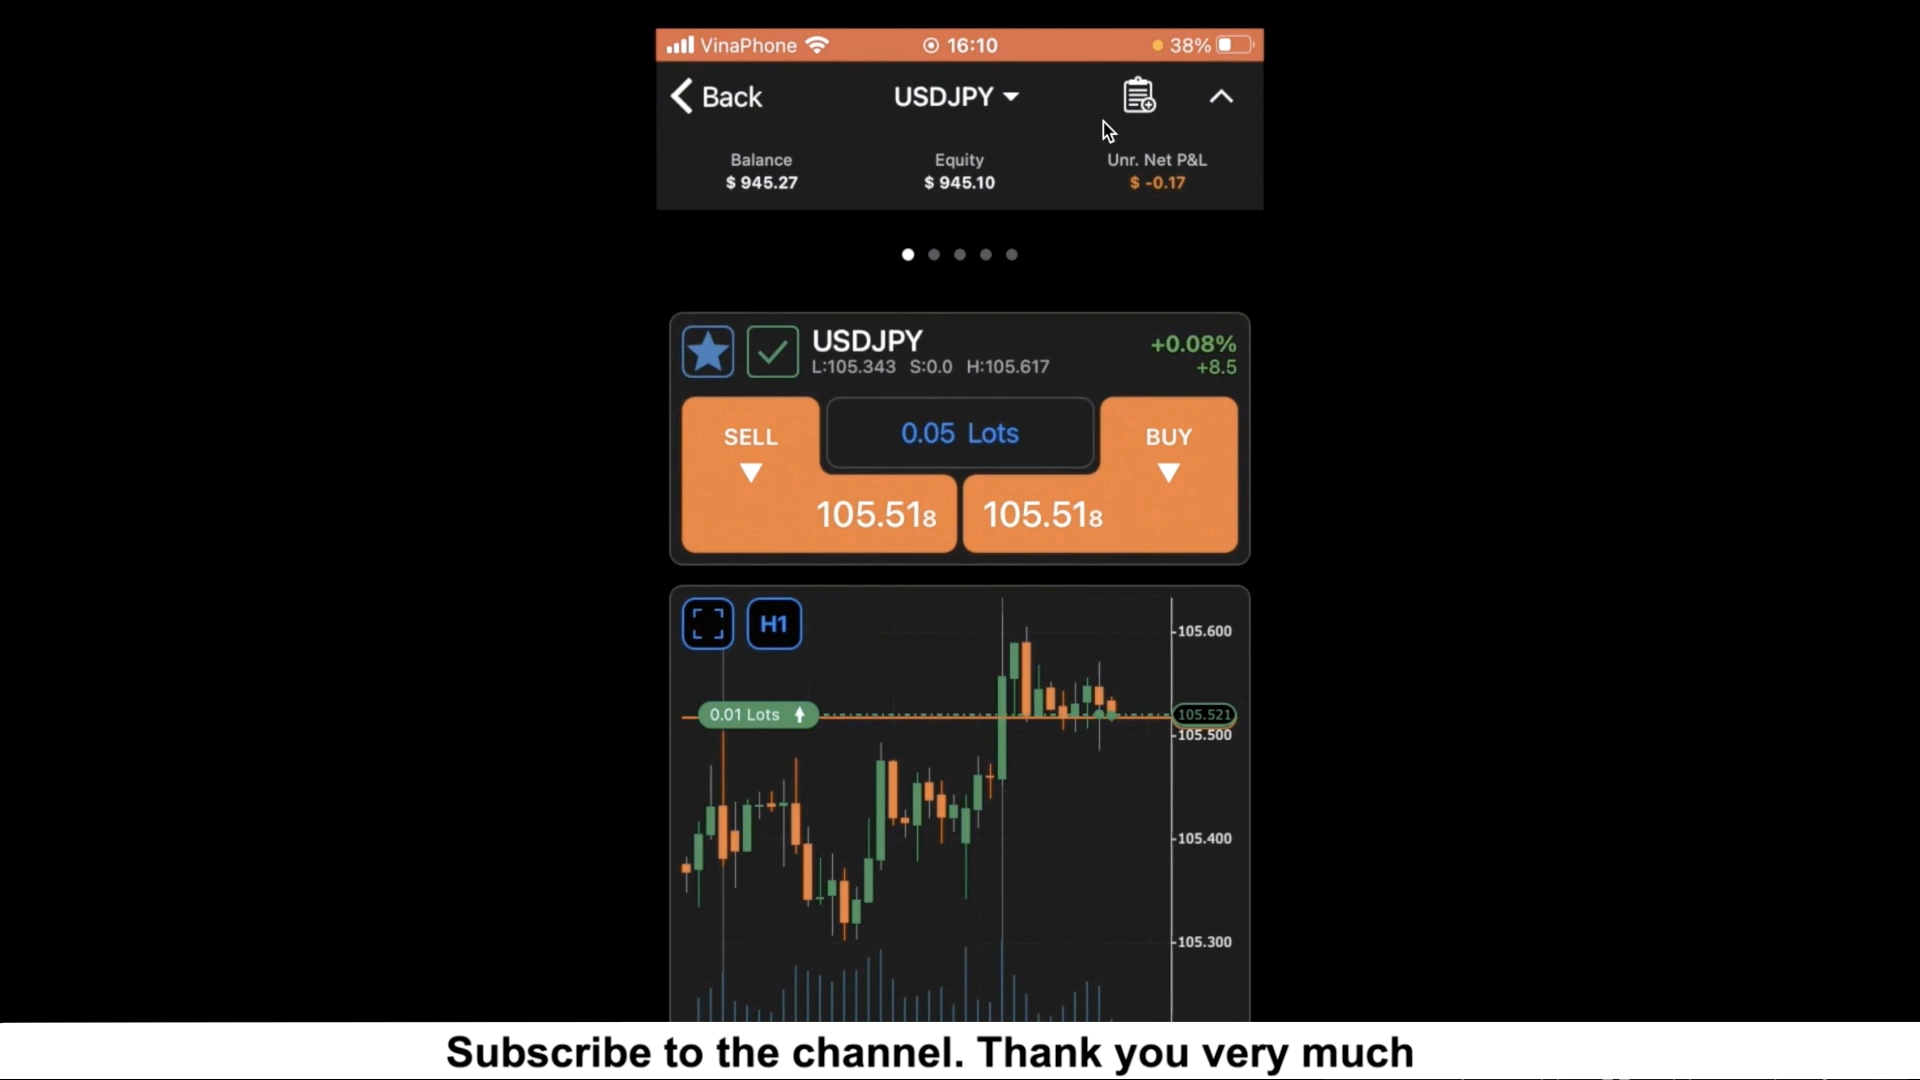 VinaPhone 16:10 38%
Back USDJPY
Balance Equity Unr. Net P&L
$ 945.27 $ 945.10 $ -0.17
USDJPY +0.08%
L:105.343 S:0.0 H:105.617 +8.5
SELL 0.05 Lots BUY
105.518 105.518
H1
105.600
0.01 Lots 105.521
105.500
105.400
105.300
Subscribe to the channel. Thank you very much